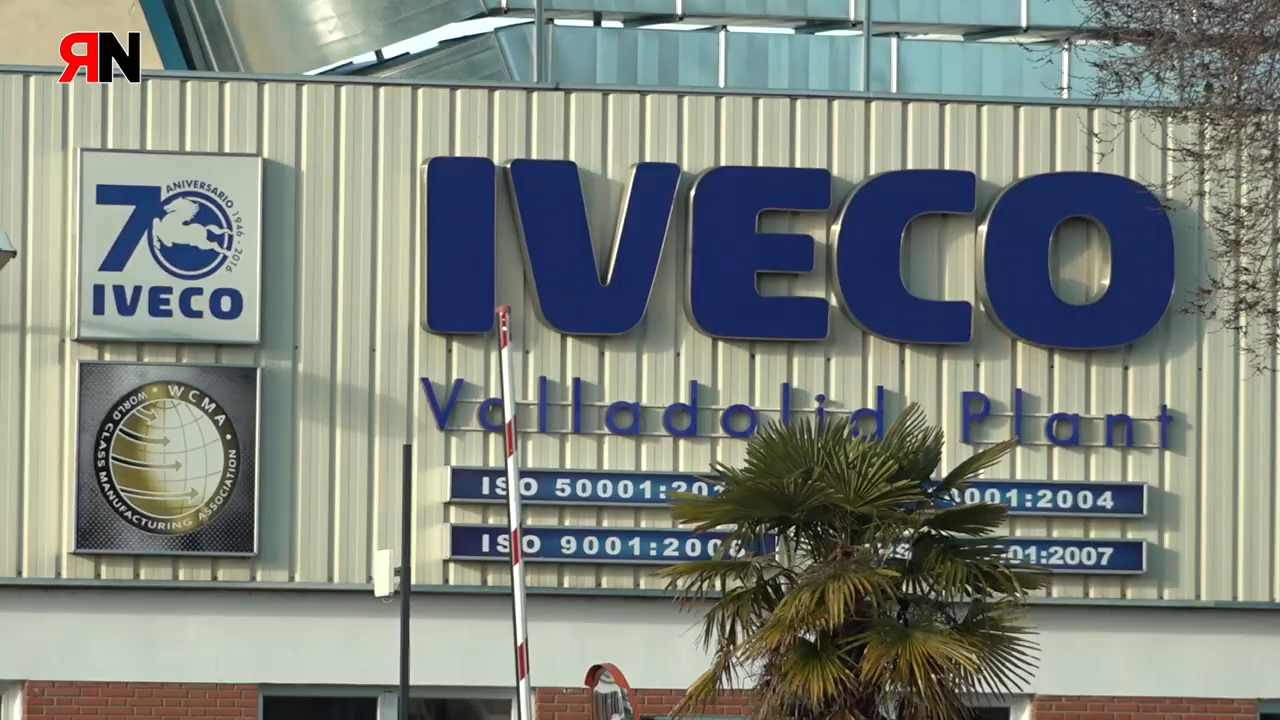 RN
70 ANIVERSARIO 1946 - 2016
IVECO
IVECO
Valladolid Plant
WCMA • WORLD CLASS MANUFACTURING ASSOCIATION •
ISO 50001:20
001:2004
ISO 9001:2008
01:2007